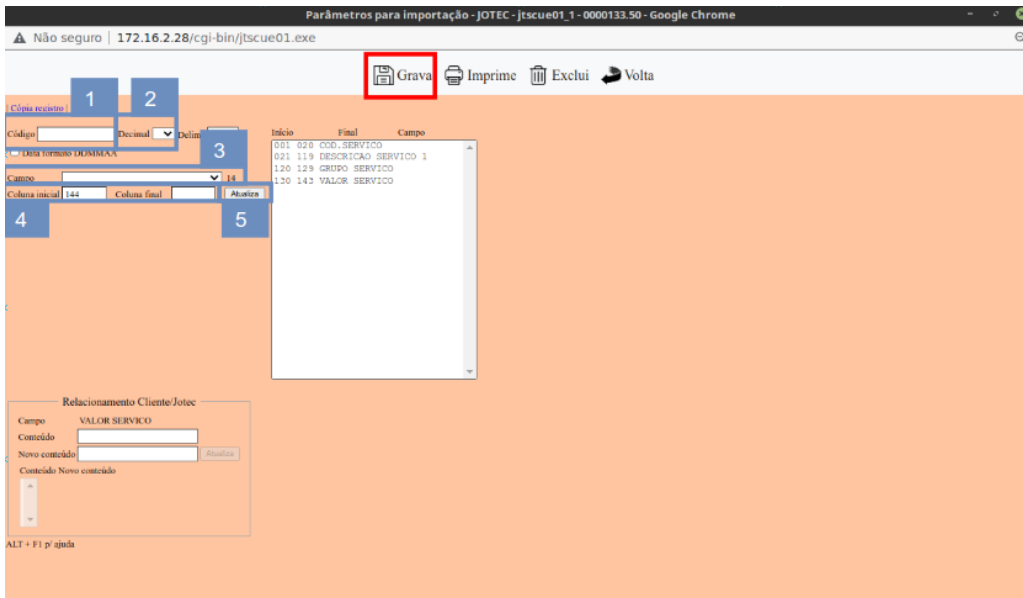 Parâmetros para importação - JOTEC - jtscue01_1 - 0000133.50 - Google Chrome
Não seguro | 172.16.2.28/cgi-bin/jtscue01.exe
Grava Imprime Exclui Volta
| Cópia registro |
1 2
Código Decimal Delim
Data formato DDMMAA
3
Campo 14
Coluna inicial 144 Coluna final Atualiza
4 5
Início Final Campo
001 020 COD.SERVICO
021 119 DESCRICAO SERVICO 1
120 129 GRUPO SERVICO
130 143 VALOR SERVICO
Relacionamento Cliente/Jotec
Campo VALOR SERVICO
Conteúdo
Novo conteúdo Atualiza
Conteúdo Novo conteúdo
ALT + F1 p/ ajuda